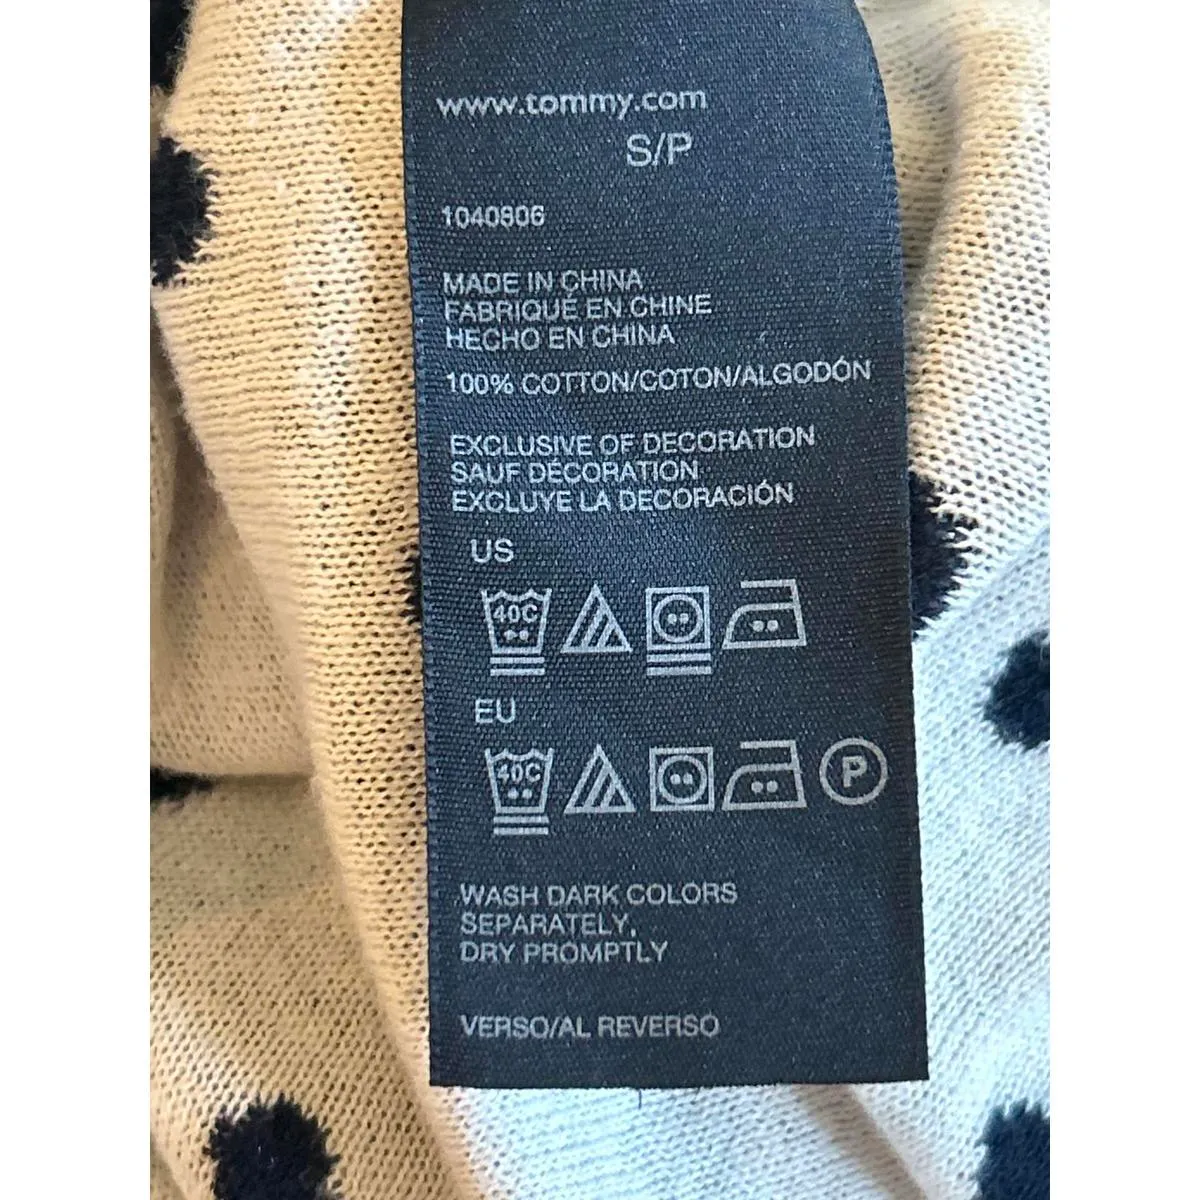 www.tommy.com
S/P
1040806
MADE IN CHINA
FABRIQUÉ EN CHINE
HECHO EN CHINA
100% COTTON/COTON/ALGODÓN
EXCLUSIVE OF DECORATION
SAUF DÉCORATION
EXCLUYE LA DECORACIÓN
US
40C
EU
40C P
WASH DARK COLORS
SEPARATELY,
DRY PROMPTLY
VERSO/AL REVERSO